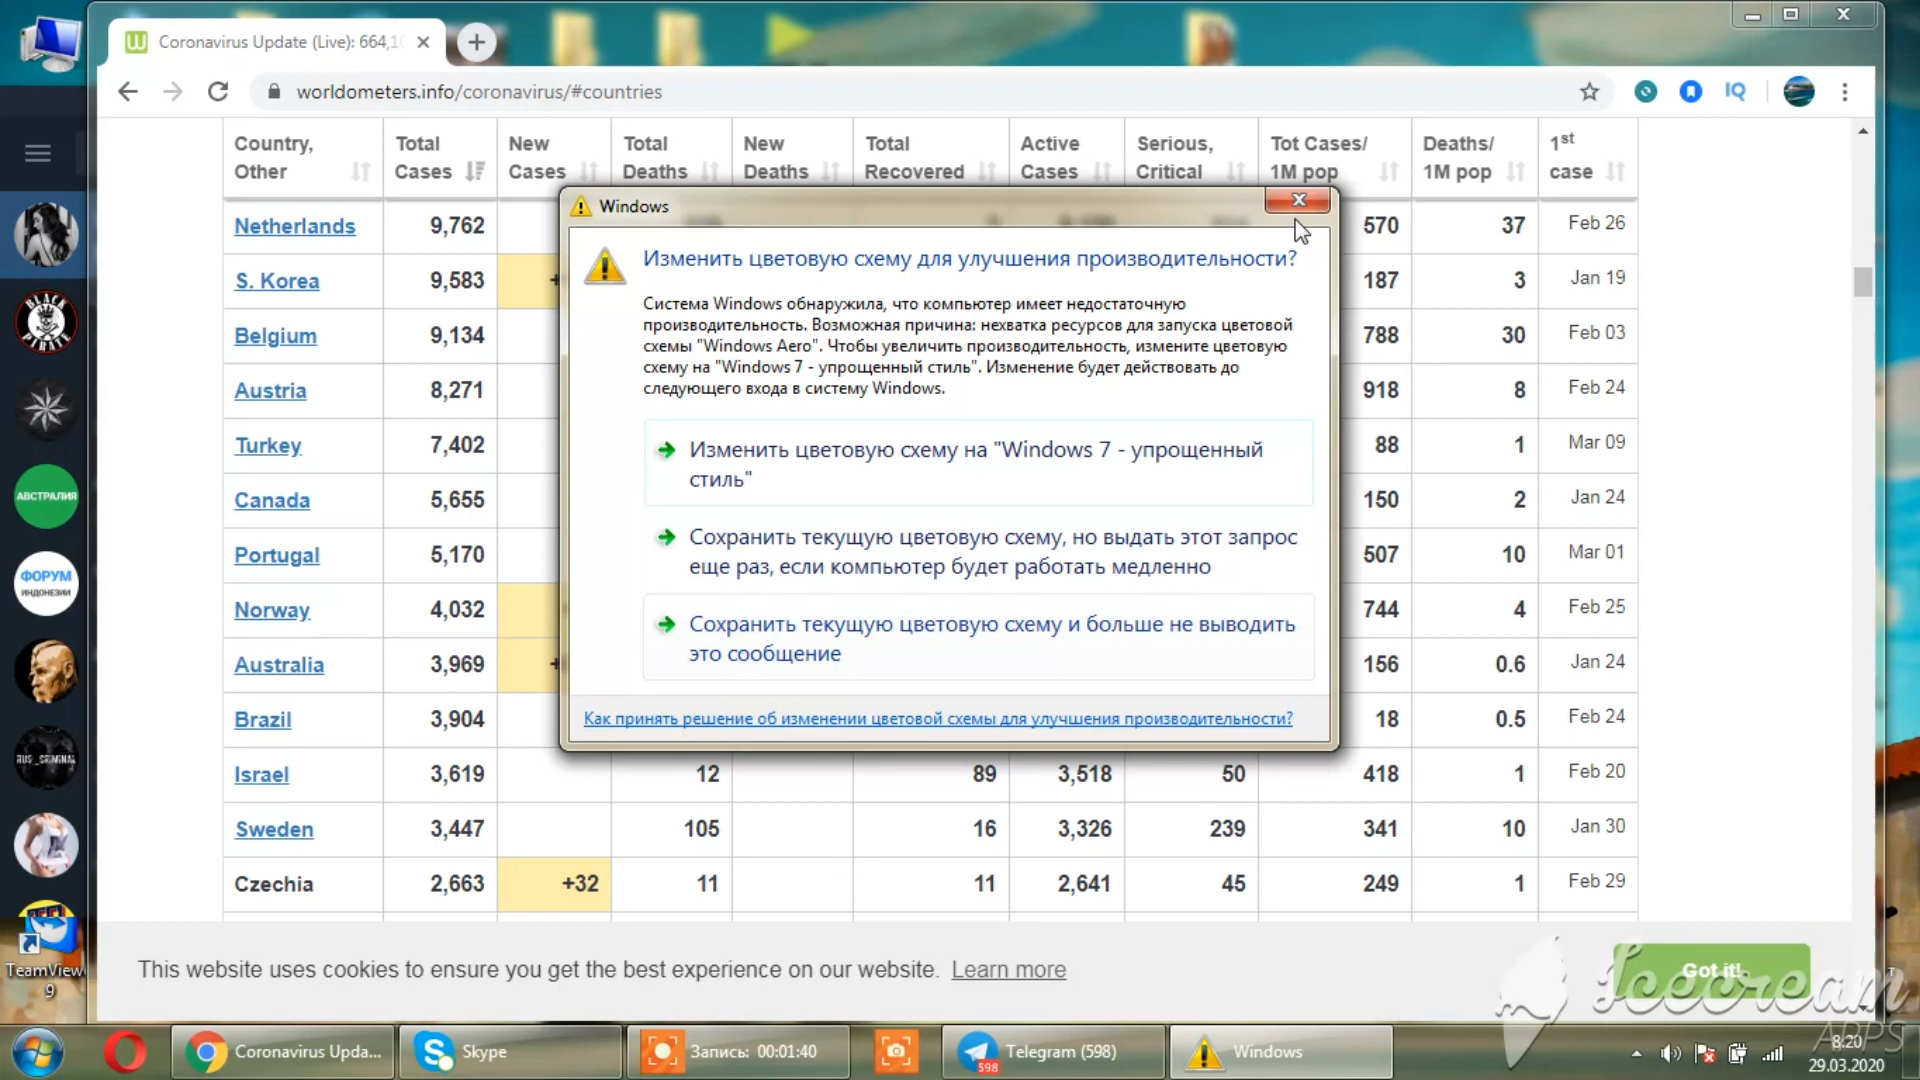 Coronavirus Update (Live): 664,1
worldometers.info/coronavirus/#countries
Country, Other Total Cases New Cases Total Deaths New Deaths Total Recovered Active Cases Serious, Critical Tot Cases/ 1M pop Deaths/ 1M pop 1st case
Netherlands 9,762 570 37 Feb 26
S. Korea 9,583 + 187 3 Jan 19
Belgium 9,134 788 30 Feb 03
Austria 8,271 918 8 Feb 24
Turkey 7,402 88 1 Mar 09
Canada 5,655 150 2 Jan 24
Portugal 5,170 507 10 Mar 01
Norway 4,032 744 4 Feb 25
Australia 3,969 + 156 0.6 Jan 24
Brazil 3,904 18 0.5 Feb 24
Israel 3,619 12 89 3,518 50 418 1 Feb 20
Sweden 3,447 105 16 3,326 239 341 10 Jan 30
Czechia 2,663 +32 11 11 2,641 45 249 1 Feb 29
Windows
Изменить цветовую схему для улучшения производительности?
Система Windows обнаружила, что компьютер имеет недостаточную
производительность. Возможная причина: нехватка ресурсов для запуска цветовой
схемы "Windows Aero". Чтобы увеличить производительность, измените цветовую
схему на "Windows 7 - упрощенный стиль". Изменение будет действовать до
следующего входа в систему Windows.
Изменить цветовую схему на "Windows 7 - упрощенный
стиль"
Сохранить текущую цветовую схему, но выдать этот запрос
еще раз, если компьютер будет работать медленно
Сохранить текущую цветовую схему и больше не выводить
это сообщение
Как принять решение об изменении цветовой схемы для улучшения производительности?
This website uses cookies to ensure you get the best experience on our website. Learn more
Got it!
IQ
BLACK
PIRATE
АВСТРАЛИЯ
ФОРУМ
ИНДОНЕЗИИ
RUS_CRIMINAL
TeamView
9
Icecream
APPS
Coronavirus Upda...
Skype
Запись: 00:01:40
Telegram (598)
598
Windows
8:20
29.03.2020